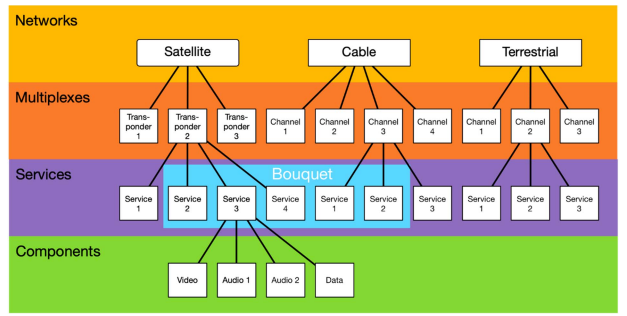 Networks
Satellite
Cable
Terrestrial
Multiplexes
Trans-
ponder
1
Trans-
ponder
2
Trans-
ponder
3
Channel
1
Channel
2
Channel
3
Channel
4
Channel
1
Channel
2
Channel
3
Services
Bouquet
Service
1
Service
2
Service
3
Service
4
Service
1
Service
2
Service
3
Service
1
Service
2
Service
3
Components
Video
Audio 1
Audio 2
Data